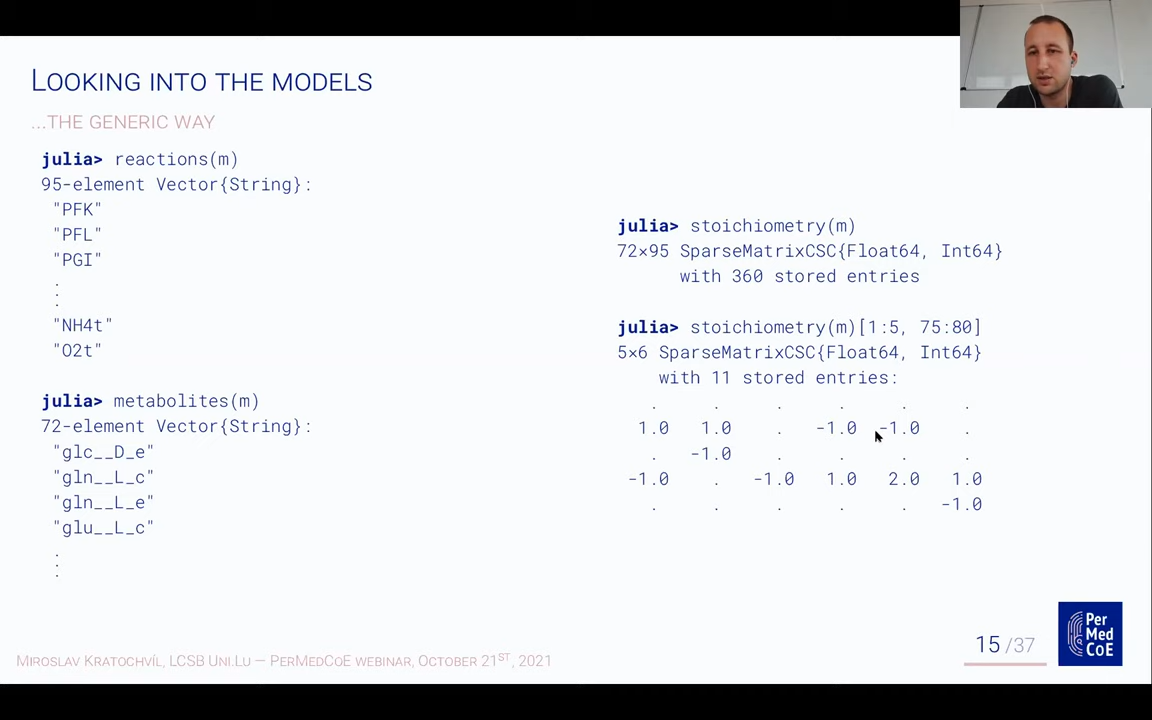 LOOKING INTO THE MODELS
...THE GENERIC WAY
julia> reactions(m)
95-element Vector{String}:
"PFK"
"PFL"
"PGI"
⋮
"NH4t"
"O2t"
julia> metabolites(m)
72-element Vector{String}:
"glc__D_e"
"gln__L_c"
"gln__L_e"
"glu__L_c"
⋮
julia> stoichiometry(m)
72×95 SparseMatrixCSC{Float64, Int64}
with 360 stored entries
julia> stoichiometry(m)[1:5, 75:80]
5×6 SparseMatrixCSC{Float64, Int64}
with 11 stored entries:
. . . . . .
1.0 1.0 . -1.0 -1.0 .
. -1.0 . . . .
-1.0 . -1.0 1.0 2.0 1.0
. . . . . -1.0
MIROSLAV KRATOCHVÍL, LCSB UNI.LU — PERMEDCOE WEBINAR, OCTOBER 21ST, 2021
15 /37
Per
Med
CoE